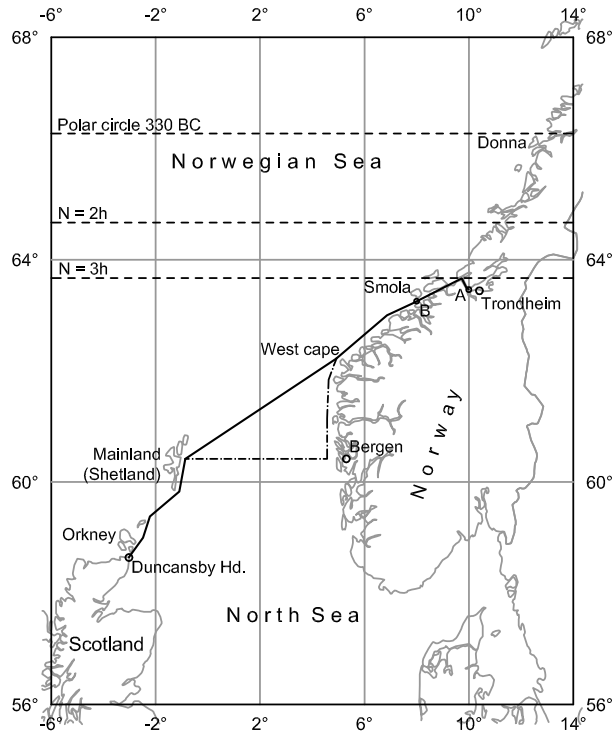 -6° -2° 2° 6° 10° 14°
68° 68°
Polar circle 330 BC
Donna
Norwegian Sea
N = 2h
64° 64°
N = 3h
Smola
A
B
Trondheim
West cape
Norway
Bergen
Mainland
(Shetland)
60° 60°
Orkney
Duncansby Hd.
North Sea
Scotland
56° 56°
-6° -2° 2° 6° 10° 14°